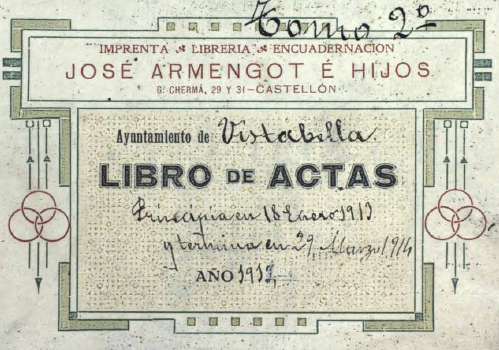 Tomo 2º
IMPRENTA LIBRERIA ENCUADERNACION
JOSÉ ARMENGOT É HIJOS
G. CHERMÁ, 29 Y 31-CASTELLÓN
Ayuntamiento de Vistabella
LIBRO DE ACTAS
Principia en 18 Enero 1913
y termina en 29, Marzo 1914
AÑO 1913